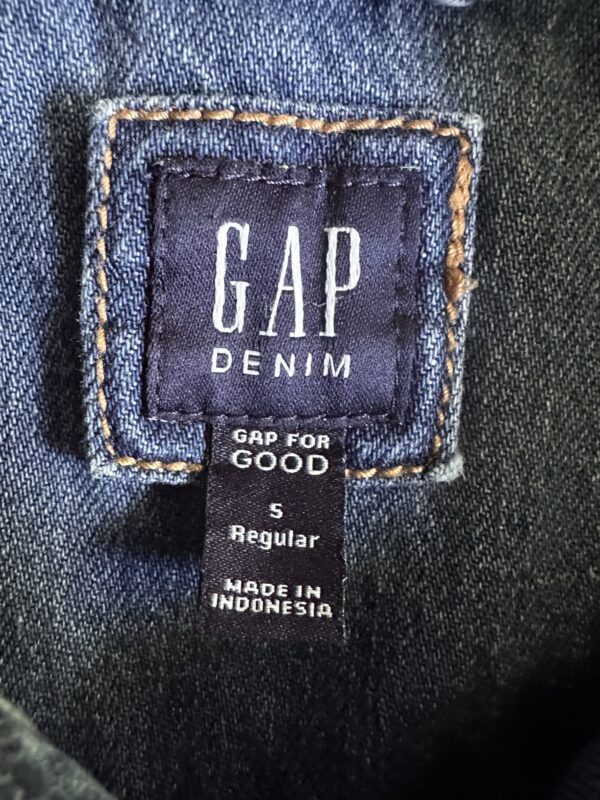 GAP
DENIM
GAP FOR
GOOD
S
Regular
MADE IN
INDONESIA